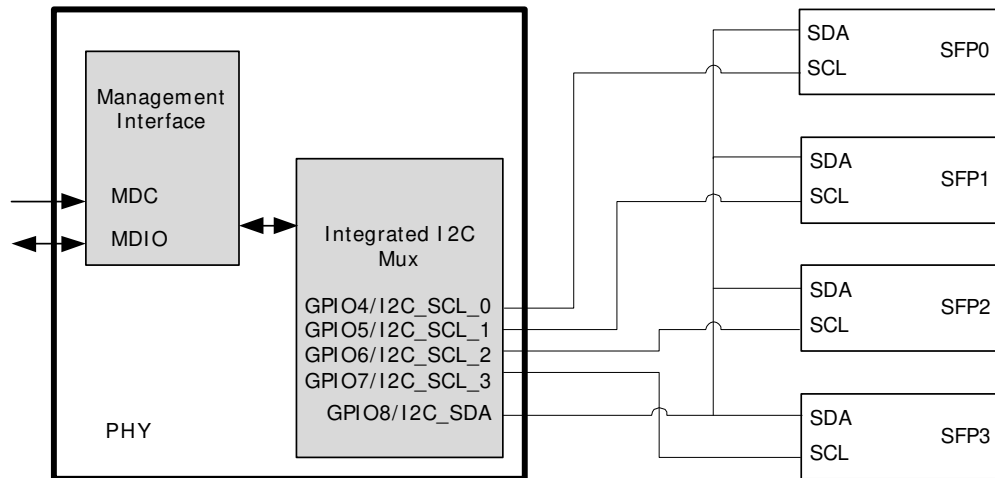 Management
Interface
MDC
MDIO
Integrated I2C
Mux
GPIO4/I2C_SCL_0
GPIO5/I2C_SCL_1
GPIO6/I2C_SCL_2
GPIO7/I2C_SCL_3
GPIO8/I2C_SDA
PHY
SDA
SCL
SFP0
SDA
SCL
SFP1
SDA
SCL
SFP2
SDA
SCL
SFP3